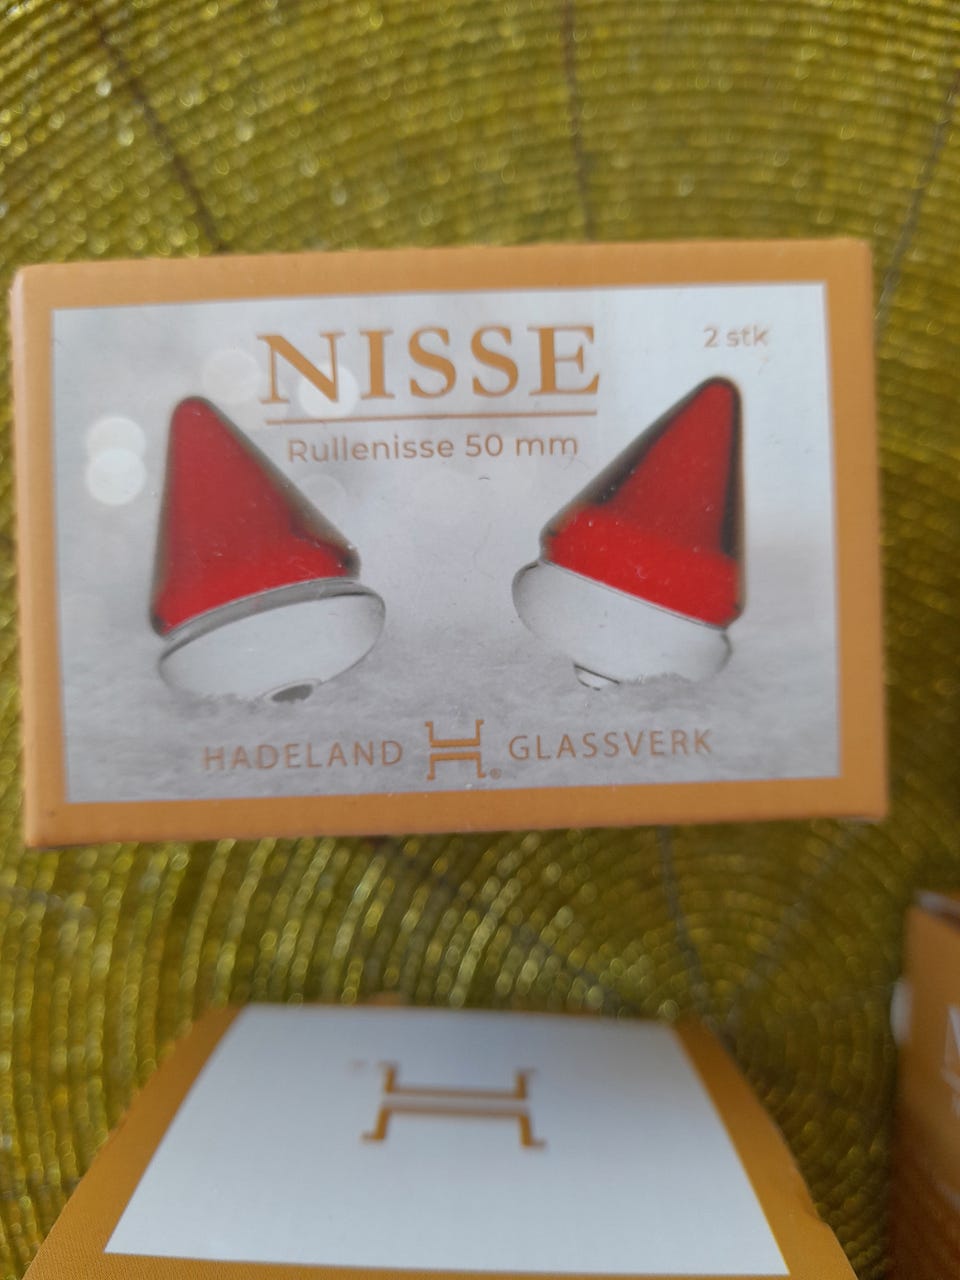 NISSE
2 stk
Rullenisse 50 mm
HADELAND H® GLASSVERK
H